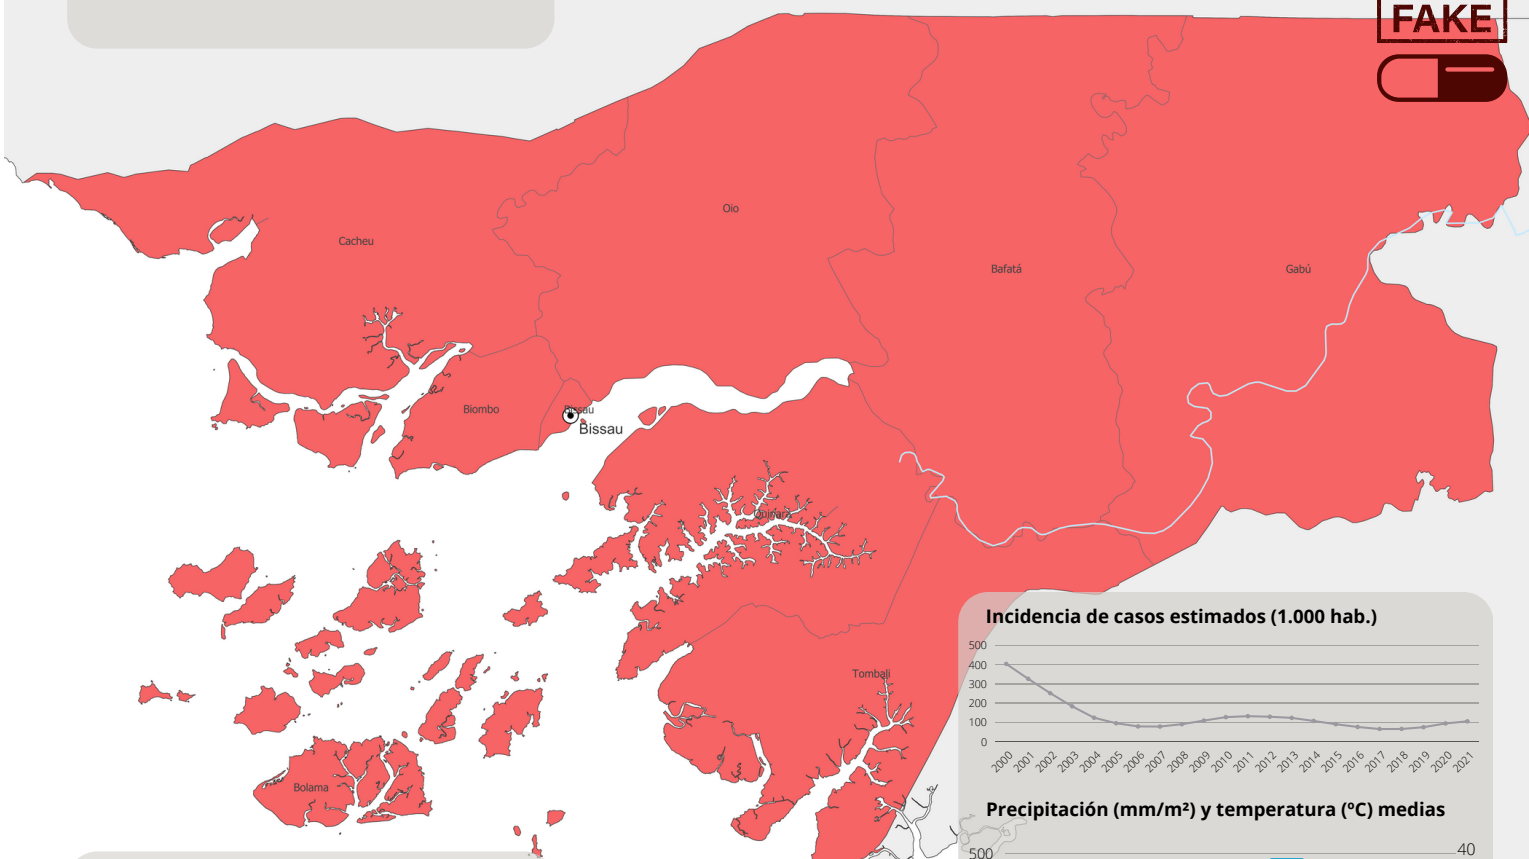 FAKE
Oio
Cacheu
Bafatá
Gabú
Biombo
Bissau
Bissau
Quinara
Tombali
Bolama
Incidencia de casos estimados (1.000 hab.)
500
400
300
200
100
0
2000 2001 2002 2003 2004 2005 2006 2007 2008 2009 2010 2011 2012 2013 2014 2015 2016 2017 2018 2019 2020 2021
Precipitación (mm/m²) y temperatura (ºC) medias
500 40